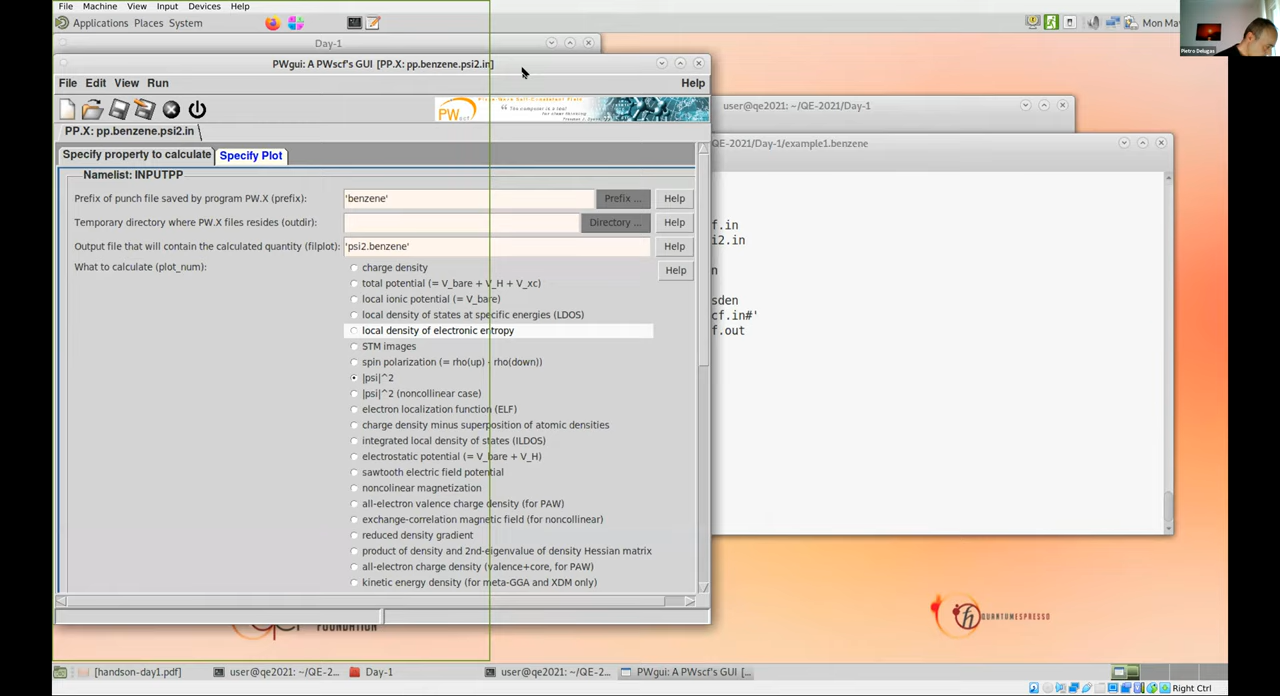 File Machine View Input Devices Help
Applications Places System
Mon Ma
Pietro Delugas
Day-1
PWgui: A PWscf's GUI [PP.X: pp.benzene.psi2.in]
File Edit View Run Help
PWgui
PP.X: pp.benzene.psi2.in
user@qe2021: ~/QE-2021/Day-1
QE-2021/Day-1/example1.benzene
Specify property to calculate Specify Plot
Namelist: INPUTPP
Prefix of punch file saved by program PW.X (prefix): 'benzene' Prefix ... Help
Temporary directory where PW.X files resides (outdir): Directory ... Help
Output file that will contain the calculated quantity (filplot): 'psi2.benzene' Help
What to calculate (plot_num): Help
charge density
total potential (= V_bare + V_H + V_xc)
local ionic potential (= V_bare)
local density of states at specific energies (LDOS)
local density of electronic entropy
STM images
spin polarization (= rho(up) - rho(down))
|psi|^2
|psi|^2 (noncollinear case)
electron localization function (ELF)
charge density minus superposition of atomic densities
integrated local density of states (ILDOS)
electrostatic potential (= V_bare + V_H)
sawtooth electric field potential
noncollinear magnetization
all-electron valence charge density (for PAW)
exchange-correlation magnetic field (for noncollinear)
reduced density gradient
product of density and 2nd-eigenvalue of density Hessian matrix
all-electron charge density (valence+core, for PAW)
kinetic energy density (for meta-GGA and XDM only)
f.in
si2.in
n
sden
cf.in#'
f.out
FOUNDATION
QUANTUMESPRESSO
[handson-day1.pdf] user@qe2021: ~/QE-2... Day-1 user@qe2021: ~/QE-2... PWgui: A PWscf's GUI [...
Right Ctrl